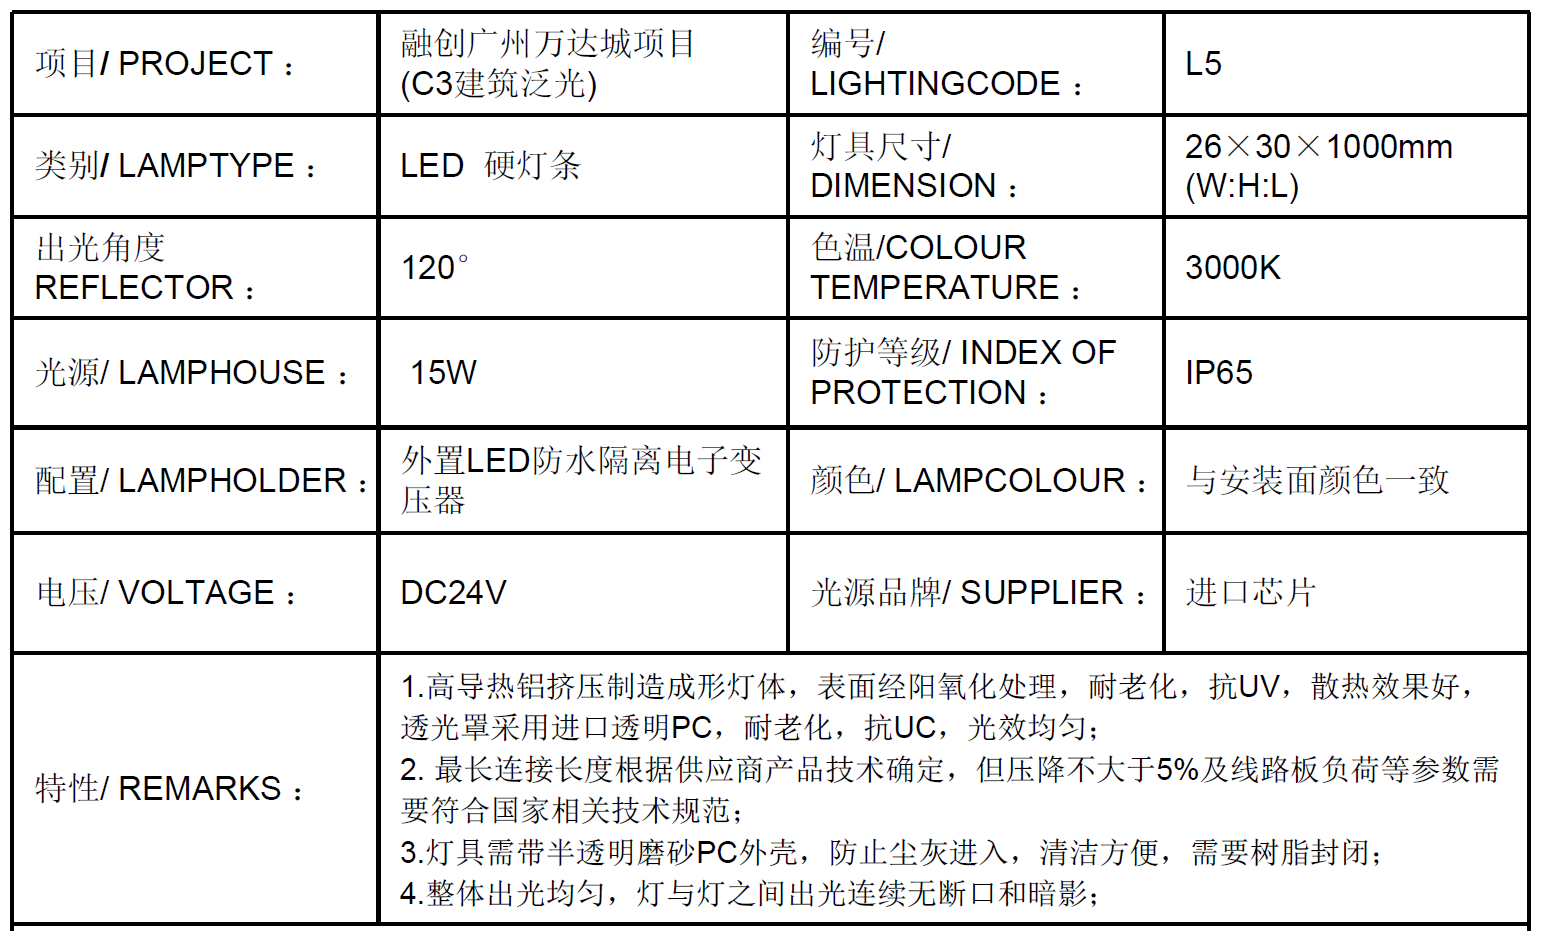 项目/ PROJECT：
融创广州万达城项目
(C3建筑泛光)
编号/
LIGHTINGCODE：
L5
类别/ LAMPTYPE：
LED 硬灯条
灯具尺寸/
DIMENSION：
26×30×1000mm
(W:H:L)
出光角度
REFLECTOR：
120°
色温/COLOUR
TEMPERATURE：
3000K
光源/ LAMPHOUSE：
15W
防护等级/ INDEX OF
PROTECTION：
IP65
配置/ LAMPHOLDER：
外置LED防水隔离电子变
压器
颜色/ LAMPCOLOUR：
与安装面颜色一致
电压/ VOLTAGE：
DC24V
光源品牌/ SUPPLIER：
进口芯片
特性/ REMARKS：
1.高导热铝挤压制造成形灯体，表面经阳氧化处理，耐老化，抗UV，散热效果好，
透光罩采用进口透明PC，耐老化，抗UC，光效均匀；
2. 最长连接长度根据供应商产品技术确定，但压降不大于5%及线路板负荷等参数需
要符合国家相关技术规范；
3.灯具需带半透明磨砂PC外壳，防止尘灰进入，清洁方便，需要树脂封闭；
4.整体出光均匀，灯与灯之间出光连续无断口和暗影；